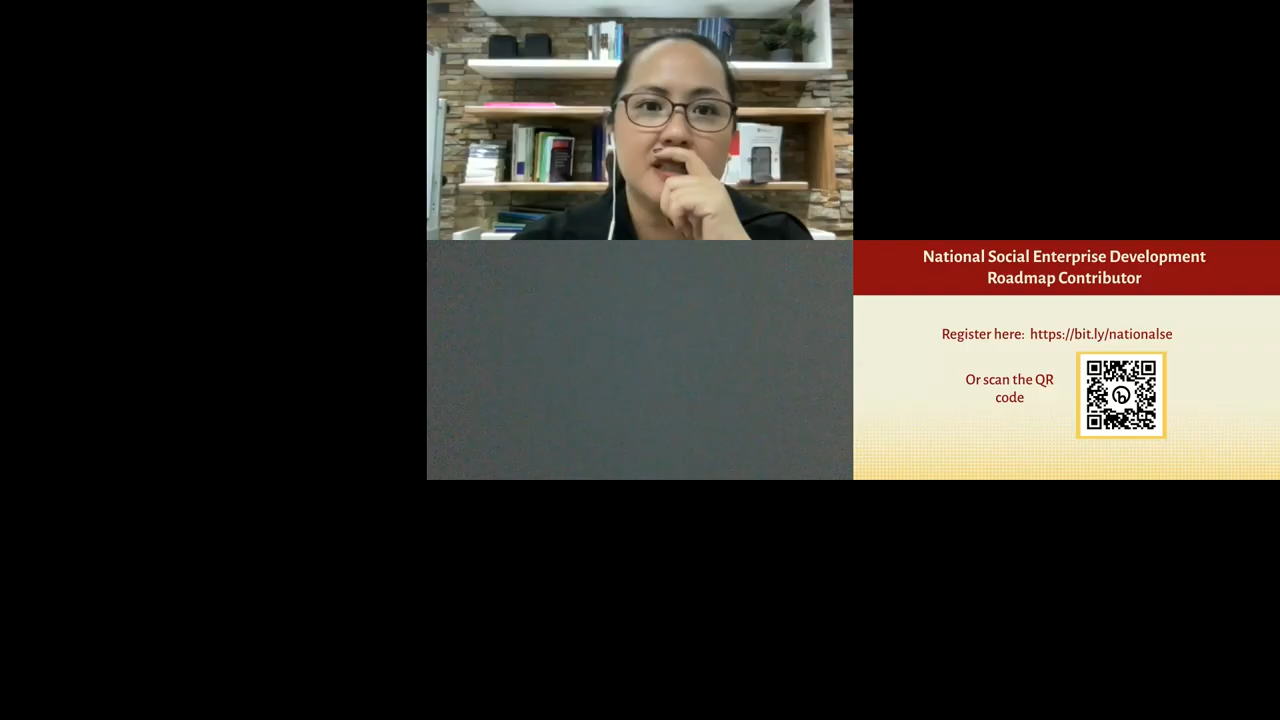 National Social Enterprise Development
Roadmap Contributor
Register here: https://bit.ly/nationalse
Or scan the QR
code